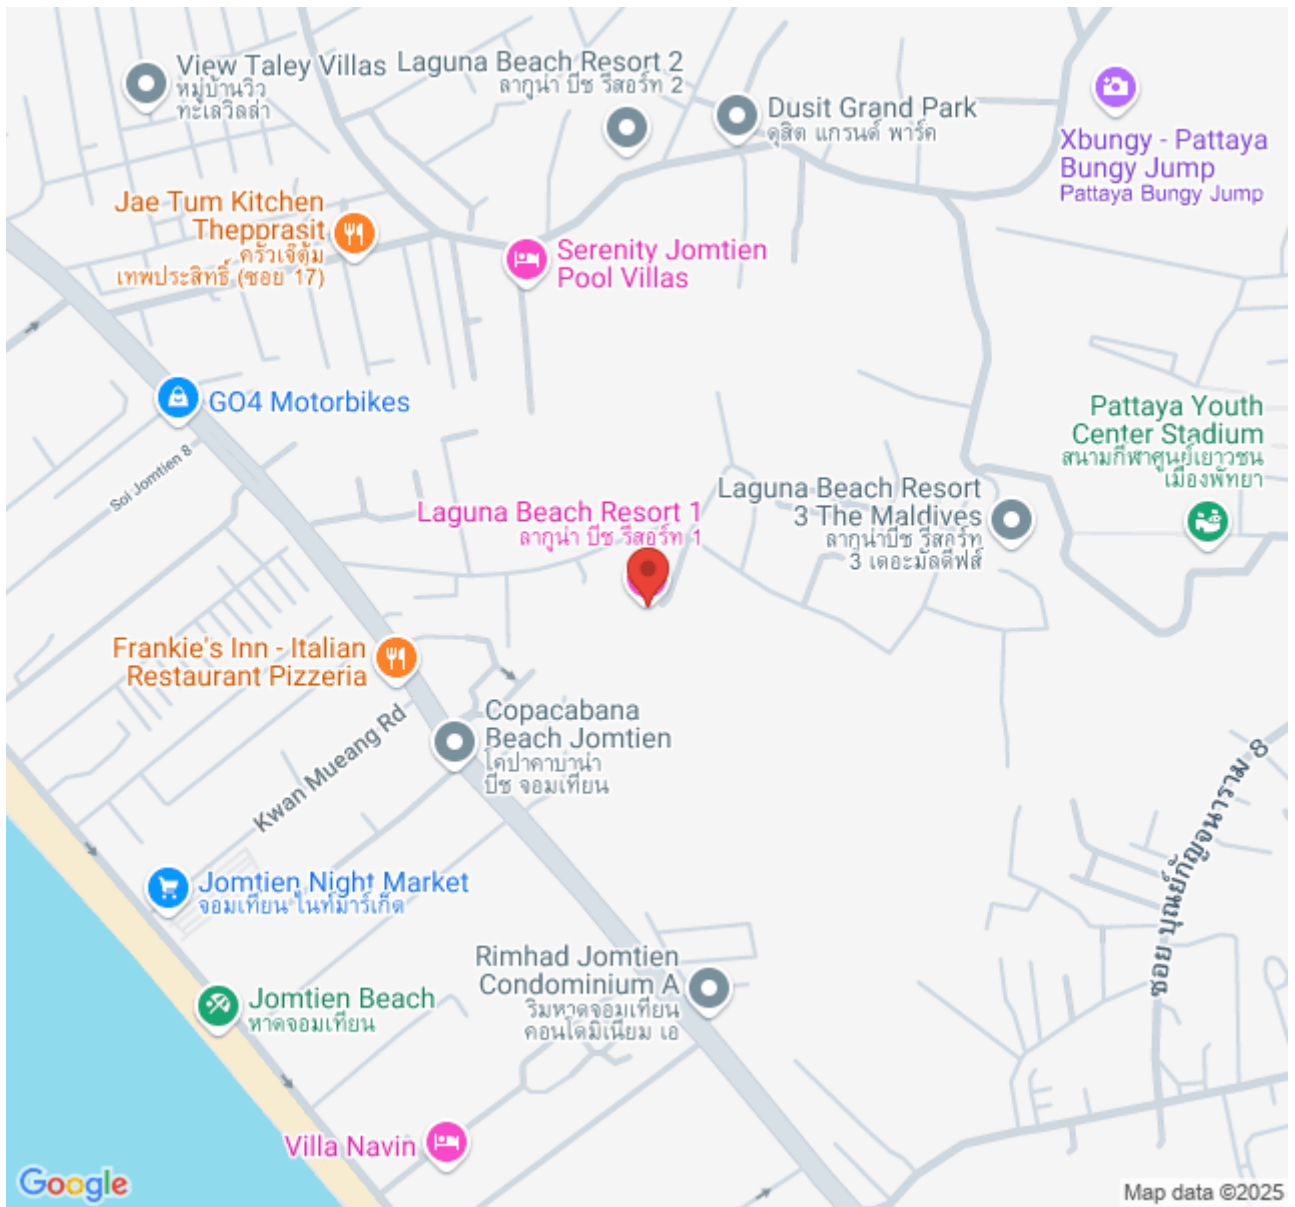 View Taley Villas
หมู่บ้านวิว
ทะเลวิลล่า
Laguna Beach Resort 2
ลากูน่า บีช รีสอร์ท 2
Dusit Grand Park
ดุสิต แกรนด์ พาร์ค
Xbungy - Pattaya
Bungy Jump
Pattaya Bungy Jump
Jae Tum Kitchen
Thepprasit
ครัวเจ๊ตุ้ม
เทพประสิทธิ์ (ซอย 17)
Serenity Jomtien
Pool Villas
GO4 Motorbikes
Soi Jomtien 8
Pattaya Youth
Center Stadium
สนามกีฬาศูนย์เยาวชน
เมืองพัทยา
Laguna Beach Resort 1
ลากูน่า บีช รีสอร์ท 1
Laguna Beach Resort
3 The Maldives
ลากูน่าบีช รีสอร์ท
3 เดอะมัลดีฟส์
Frankie's Inn - Italian
Restaurant Pizzeria
Copacabana
Beach Jomtien
โคปาคาบาน่า
บีช จอมเทียน
Kwan Mueang Rd
ซอย บุณย์กัญจนาราม 8
Jomtien Night Market
จอมเทียน ไนท์มาร์เก็ต
Rimhad Jomtien
Condominium A
ริมหาดจอมเทียน
คอนโดมิเนียม เอ
Jomtien Beach
หาดจอมเทียน
Villa Navin
Google
Map data ©2025